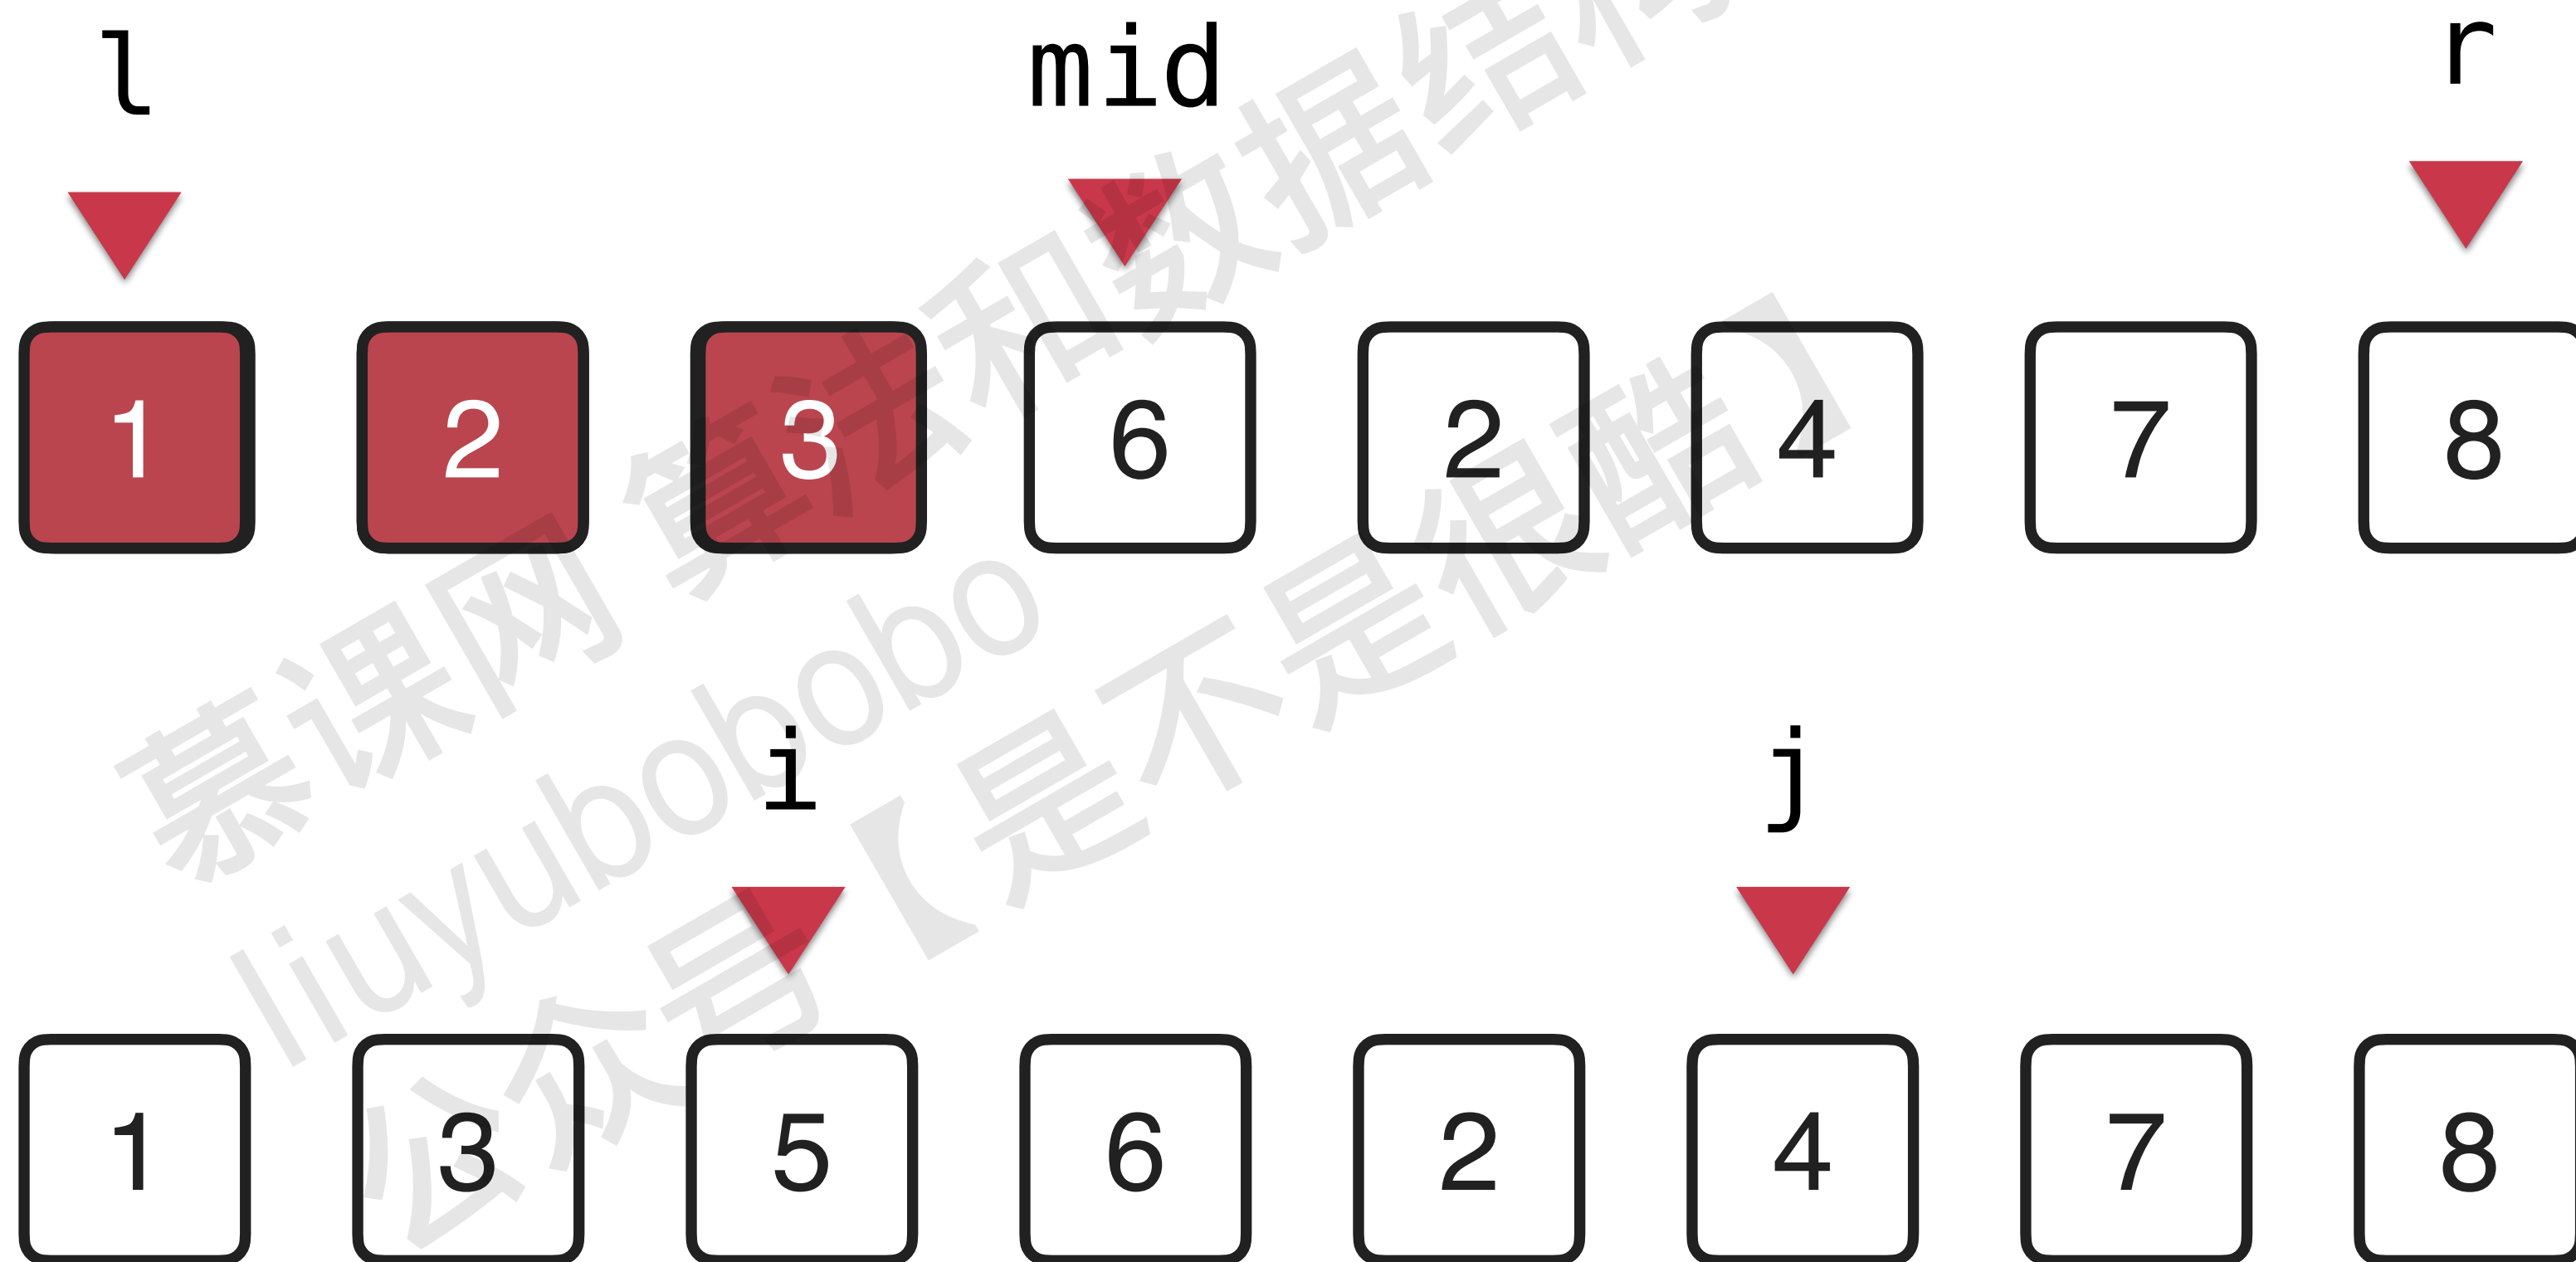 l mid r
1 2 3 6 2 4 7 8
慕课网 算法和数据结构
liuyubobobo
公众号【是不是很酷】
i j
1 3 5 6 2 4 7 8